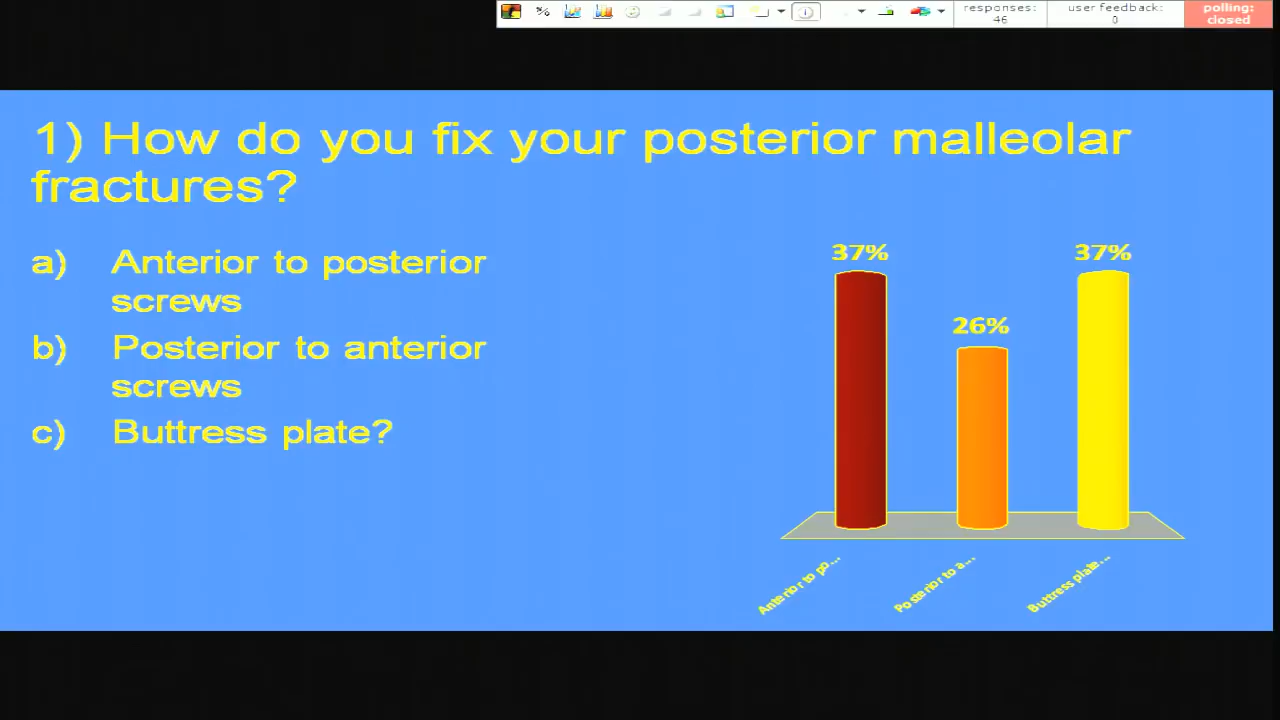 responses:
46
user feedback:
0
polling:
closed
1) How do you fix your posterior malleolar
fractures?
a) Anterior to posterior
screws
b) Posterior to anterior
screws
c) Buttress plate?
37%
26%
37%
Anterior to po...
Posterior to a...
Buttress plate...